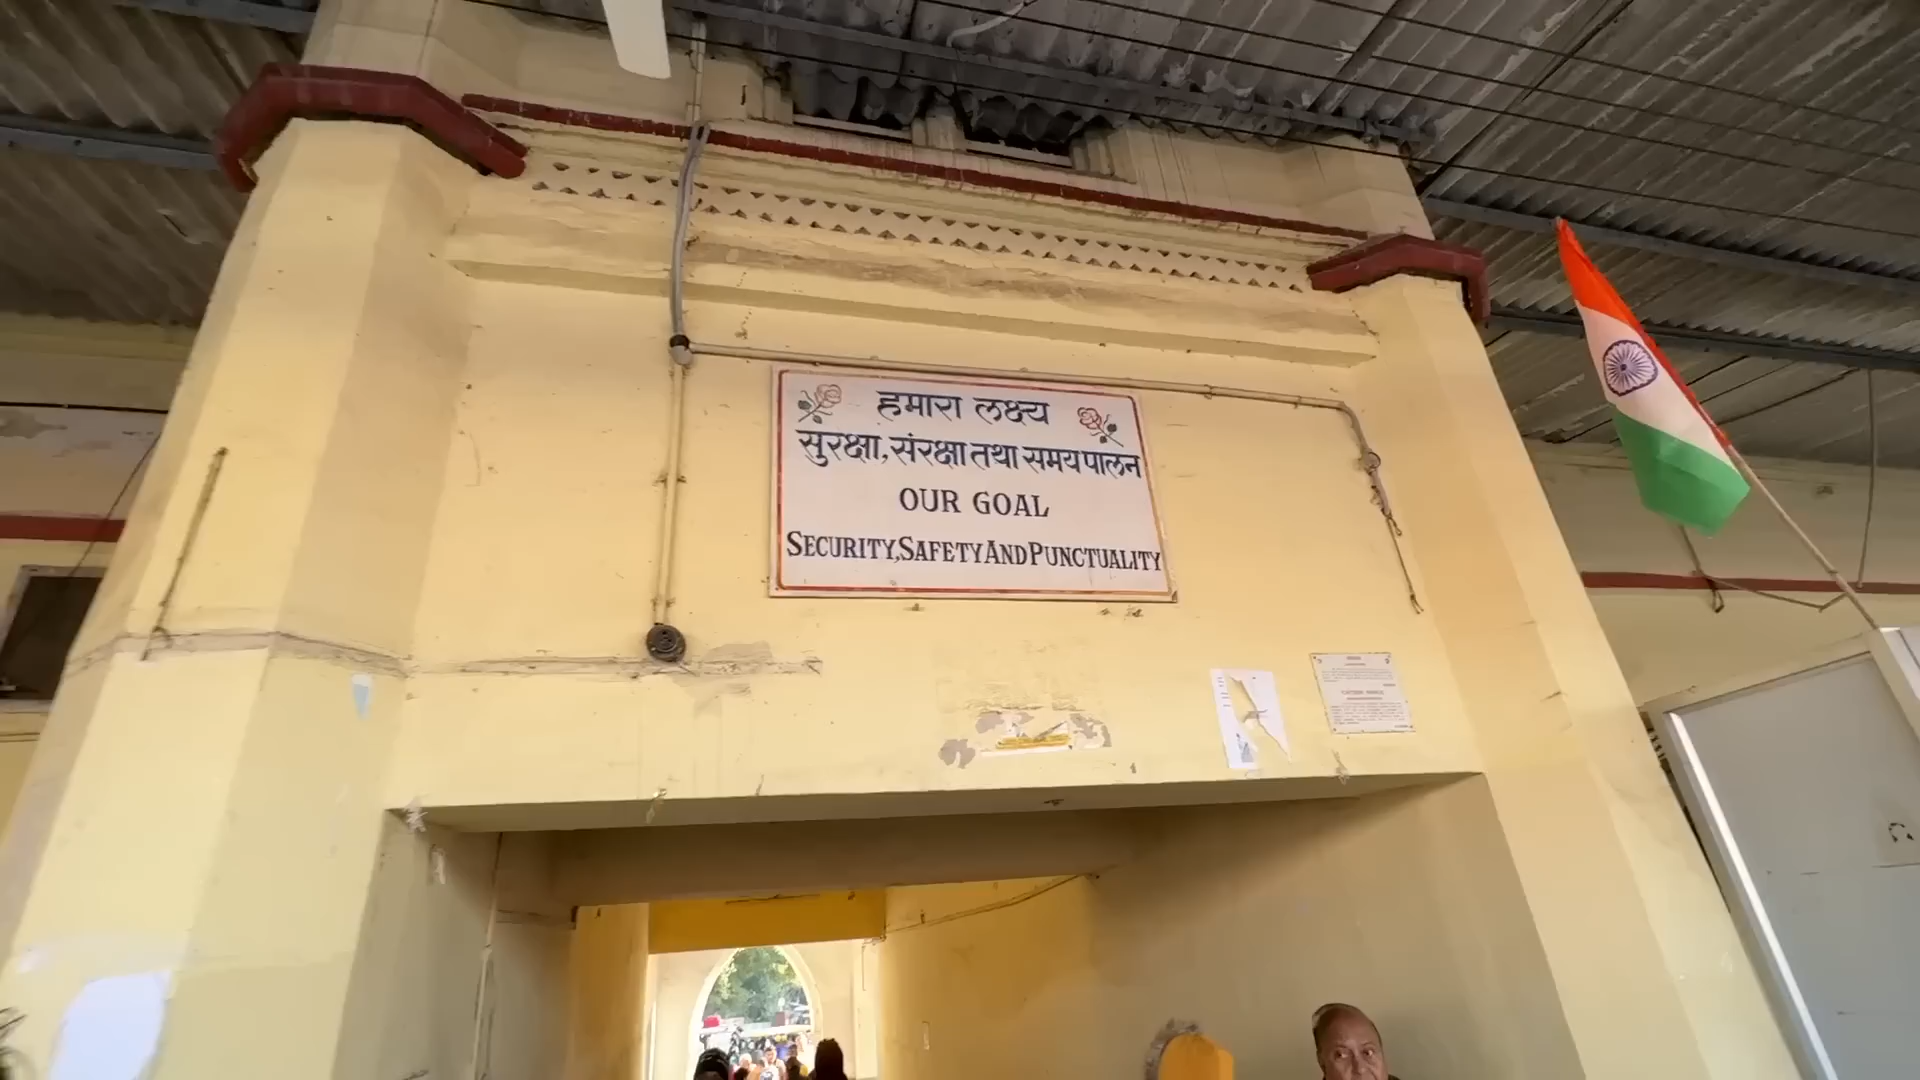 हमारा लक्ष्य
सुरक्षा, संरक्षा तथा समय पालन
OUR GOAL
SECURITY, SAFETY AND PUNCTUALITY